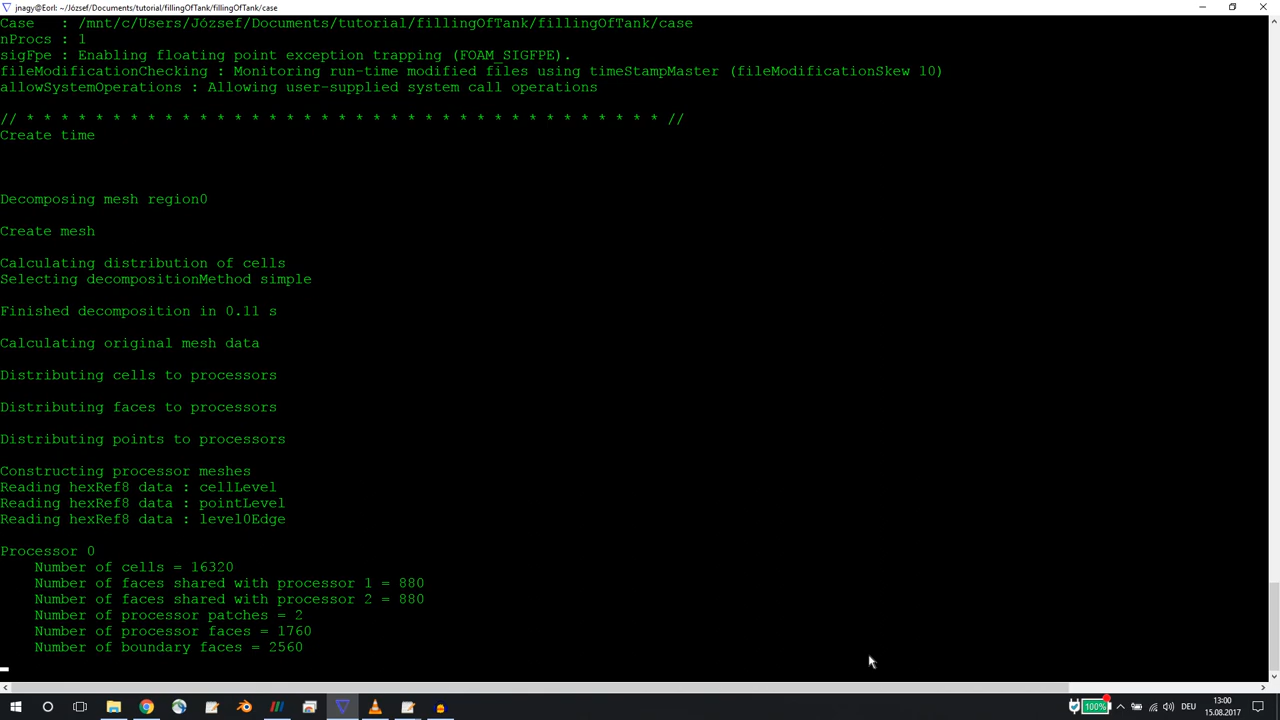 jnagy@Eorl: ~/József/Documents/tutorial/fillingOfTank/fillingOfTank/case
Case   : /mnt/c/Users/József/Documents/tutorial/fillingOfTank/fillingOfTank/case
nProcs : 1
sigFpe : Enabling floating point exception trapping (FOAM_SIGFPE).
fileModificationChecking : Monitoring run-time modified files using timeStampMaster (fileModificationSkew 10)
allowSystemOperations : Allowing user-supplied system call operations
// * * * * * * * * * * * * * * * * * * * * * * * * * * * * * * * * * * * * * //
Create time
Decomposing mesh region0
Create mesh
Calculating distribution of cells
Selecting decompositionMethod simple
Finished decomposition in 0.11 s
Calculating original mesh data
Distributing cells to processors
Distributing faces to processors
Distributing points to processors
Constructing processor meshes
Reading hexRef8 data : cellLevel
Reading hexRef8 data : pointLevel
Reading hexRef8 data : level0Edge
Processor 0
    Number of cells = 16320
    Number of faces shared with processor 1 = 880
    Number of faces shared with processor 2 = 880
    Number of processor patches = 2
    Number of processor faces = 1760
    Number of boundary faces = 2560
100%
DEU
13:00
15.08.2017